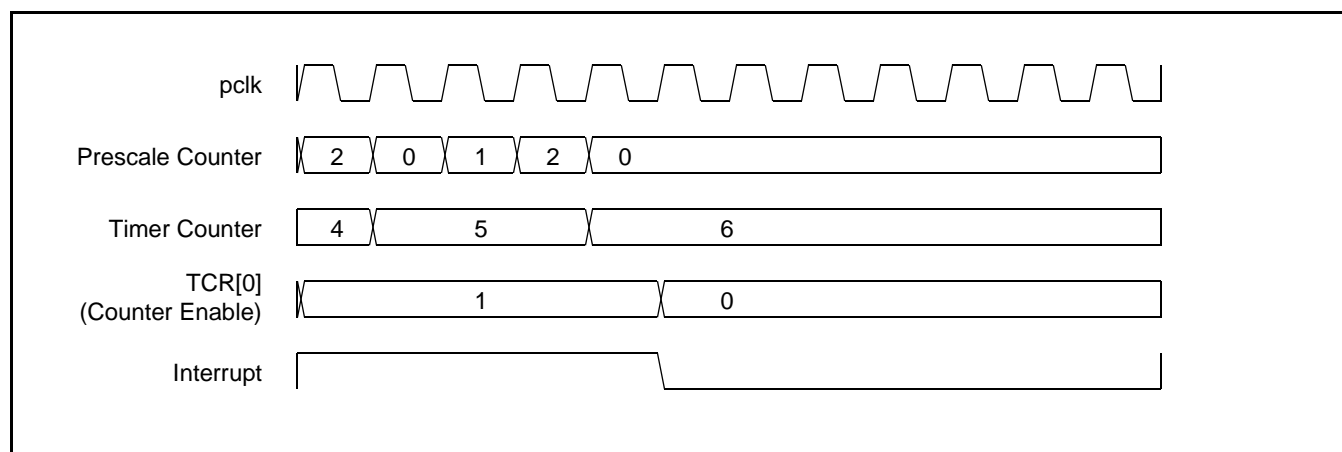 pclk
Prescale Counter 2 0 1 2 0
Timer Counter 4 5 6
TCR[0]
(Counter Enable) 1 0
Interrupt